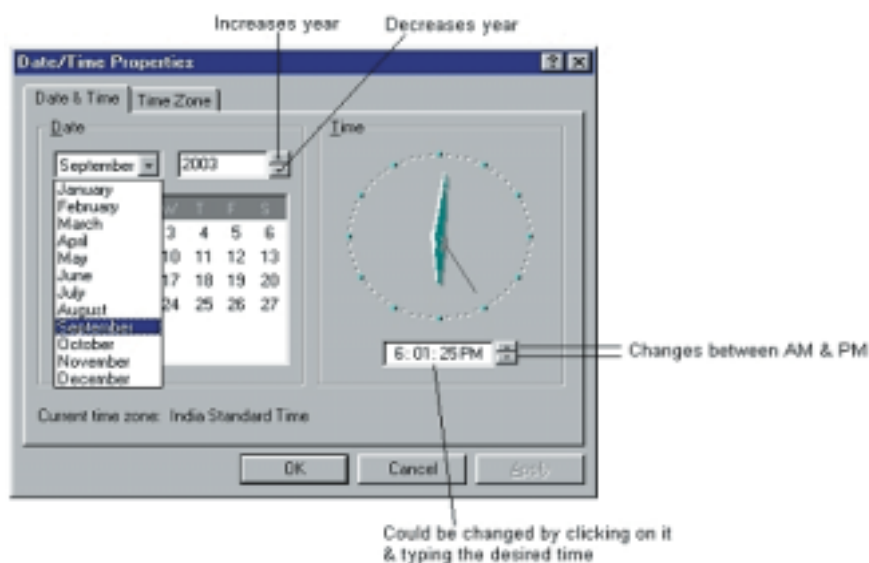 Increases year
Decreases year
Date/Time Properties
Date & Time
Time Zone
Date
Time
September
2003
January
February
March
April
May
June
July
August
September
October
November
December
W T F S
3 4 5 6
10 11 12 13
17 18 19 20
24 25 26 27
6: 01: 25 PM
Changes between AM & PM
Current time zone: India Standard Time
OK
Cancel
Apply
Could be changed by clicking on it
& typing the desired time